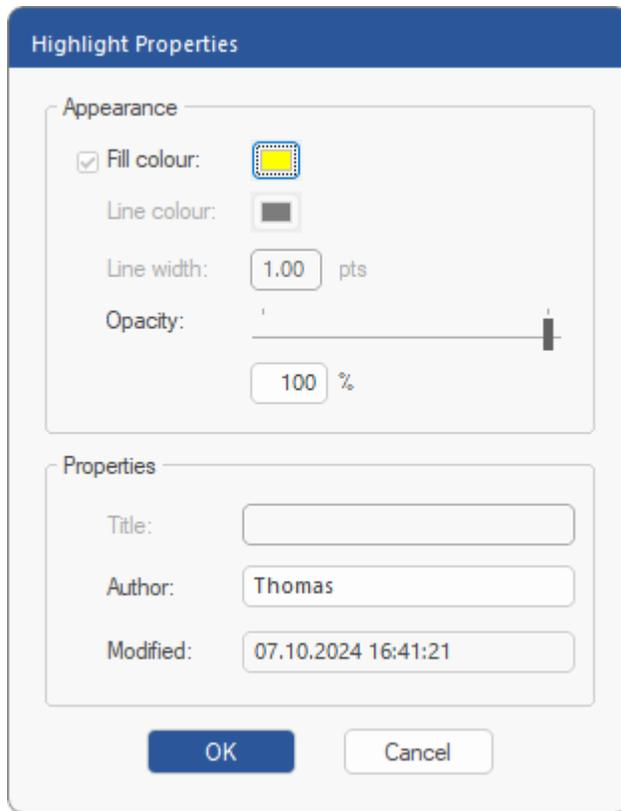 Highlight Properties
Appearance
Fill colour:
Line colour:
Line width: 1.00 pts
Opacity:
100 %
Properties
Title:
Author: Thomas
Modified: 07.10.2024 16:41:21
OK Cancel